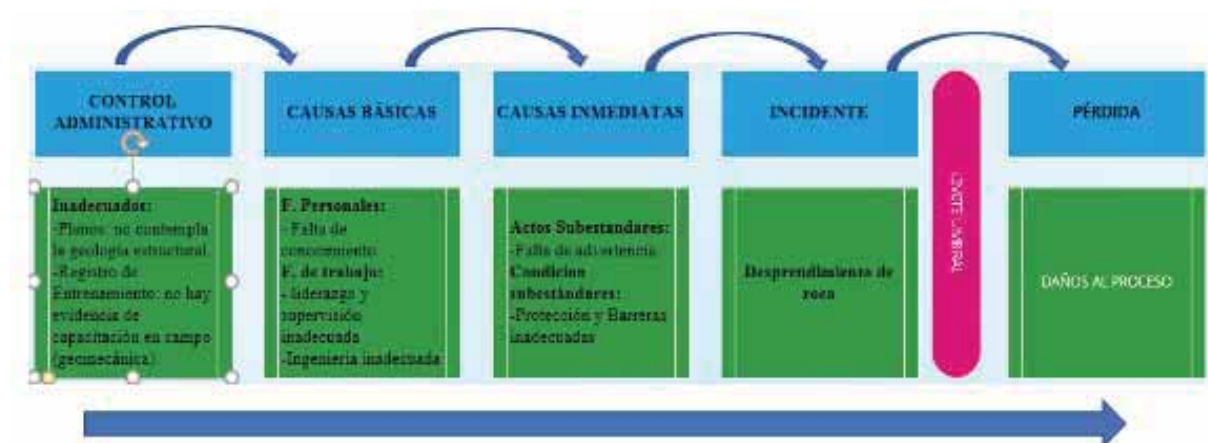 CONTROL
ADMINISTRATIVO
CAUSAS BÁSICAS
CAUSAS INMEDIATAS
INCIDENTE
PÉRDIDA
Inadecuados:
-Planos: no contempla
la geología estructural.
-Registro de
Entrenamiento: no hay
evidencia de
capacitación en campo
(geomecánica)
F. Personales:
- Falta de
conocimiento
F. de trabajo:
- liderazgo y
supervisión
inadecuada
-Ingeniería inadecuada
Actos Subestandares:
-Falta de advertencia.
Condicion
subestándares:
-Protección y Barreras
inadecuadas
Desprendimiento de
roca
UMBRAL
DAÑOS AL PROCESO